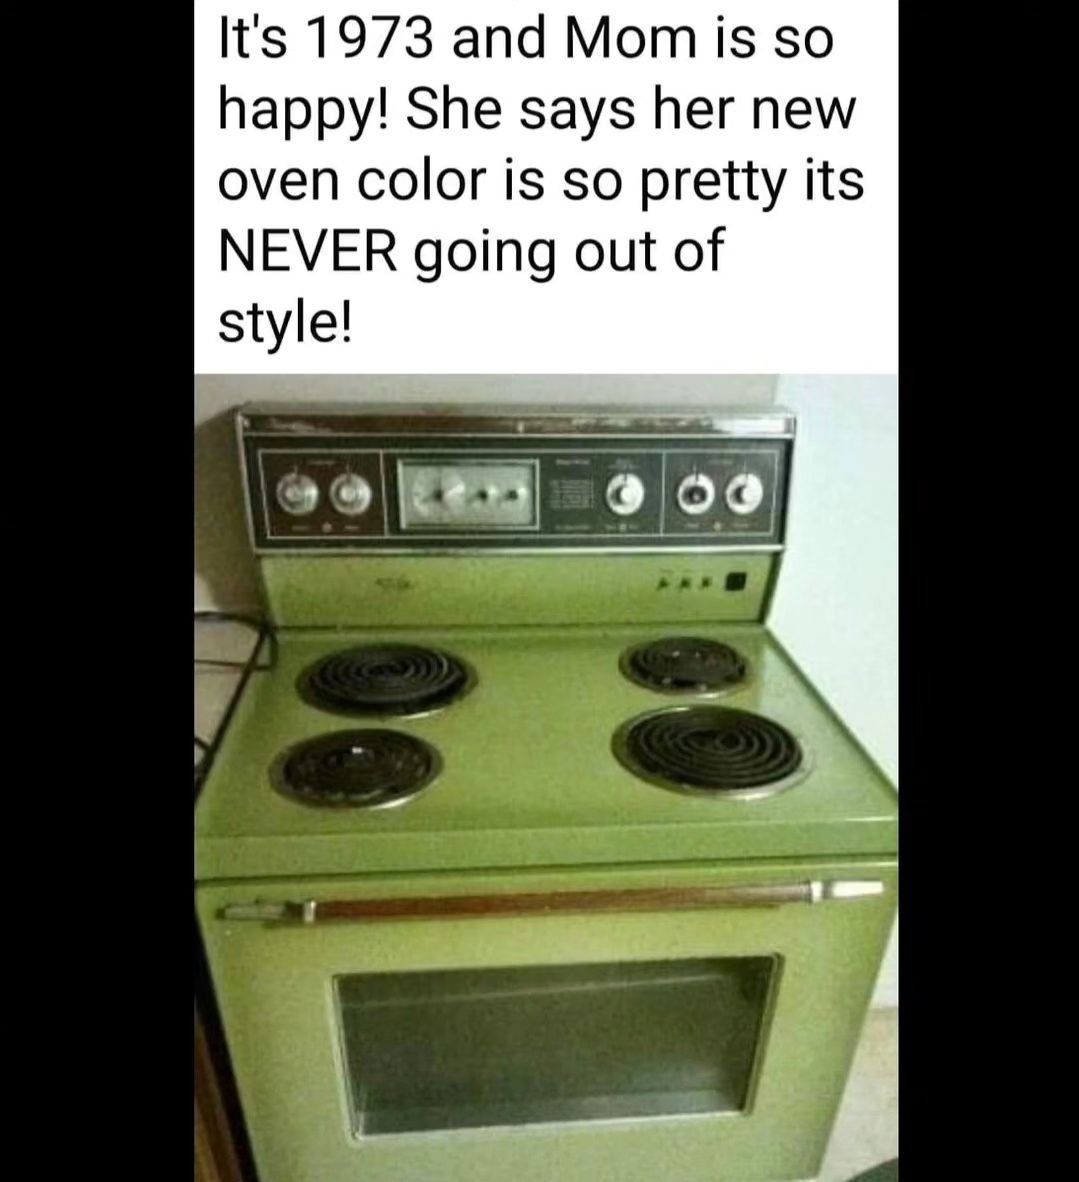 It's 1973 and Mom is so
happy! She says her new
oven color is so pretty its
NEVER going out of
style!